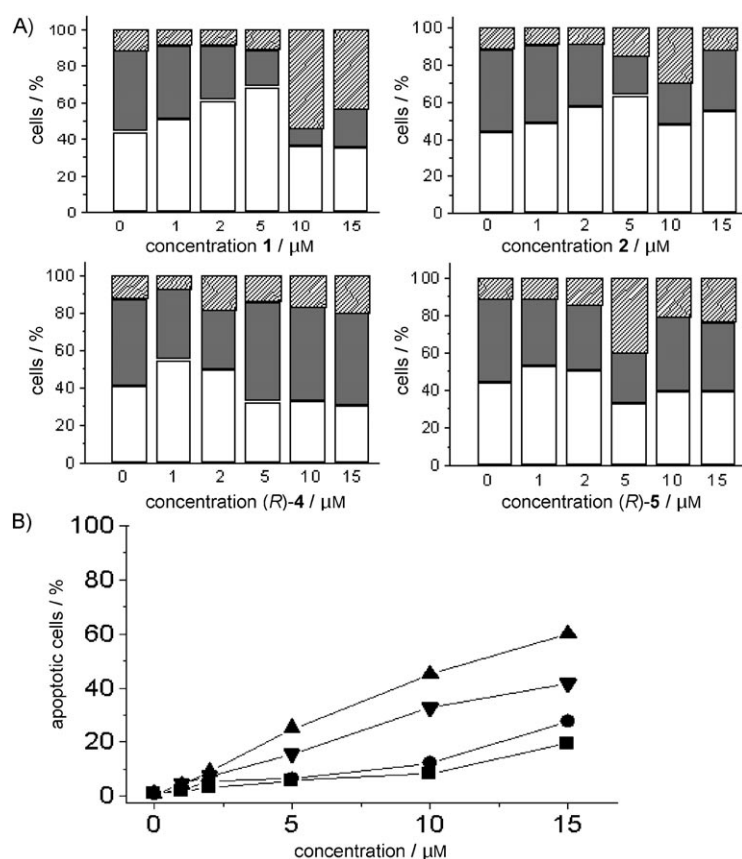 A)
cells / %
100
80
60
40
20
0
0 1 2 5 10 15
concentration 1 / μM
cells / %
100
80
60
40
20
0
0 1 2 5 10 15
concentration 2 / μM
cells / %
100
80
60
40
20
0
0 1 2 5 10 15
concentration (R)-4 / μM
cells / %
100
80
60
40
20
0
0 1 2 5 10 15
concentration (R)-5 / μM
B)
apoptotic cells / %
100
80
60
40
20
0
0 5 10 15
concentration / μM